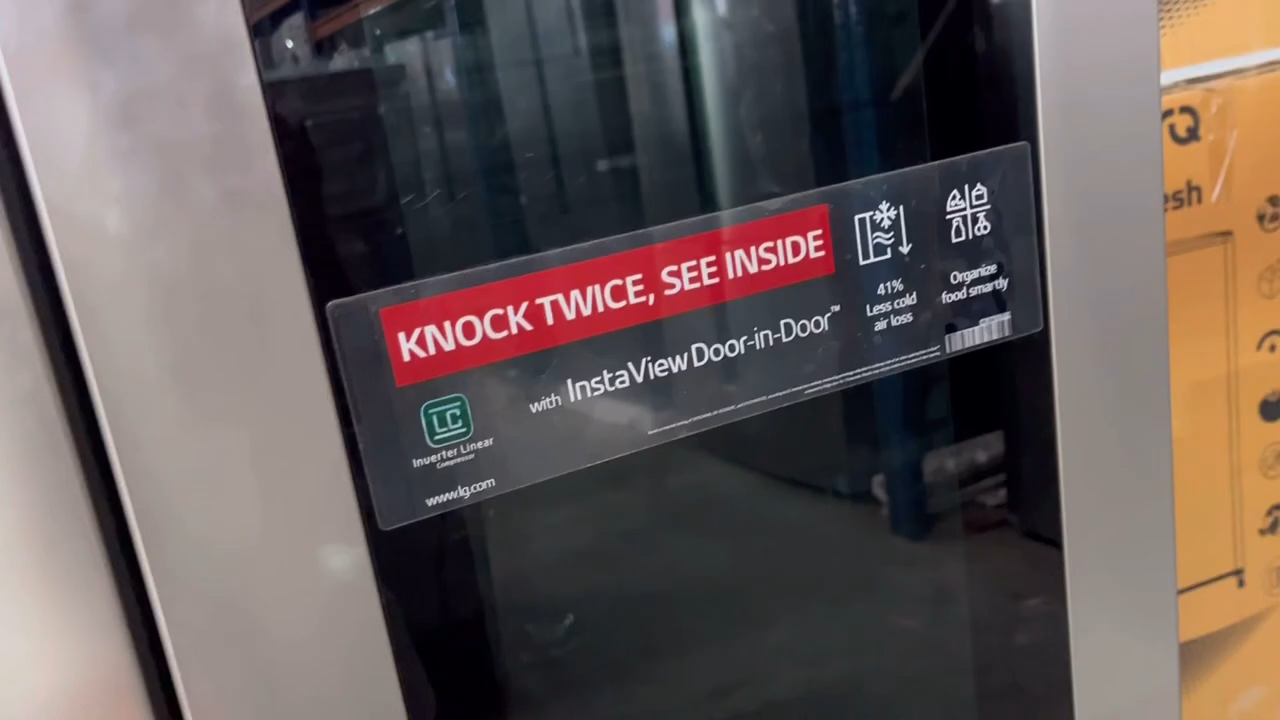 KNOCK TWICE, SEE INSIDE
with InstaView Door-in-Door™
41%
Less cold
air loss
Organize
food smartly
LC
Inverter Linear
Compressor
www.lg.com
esh